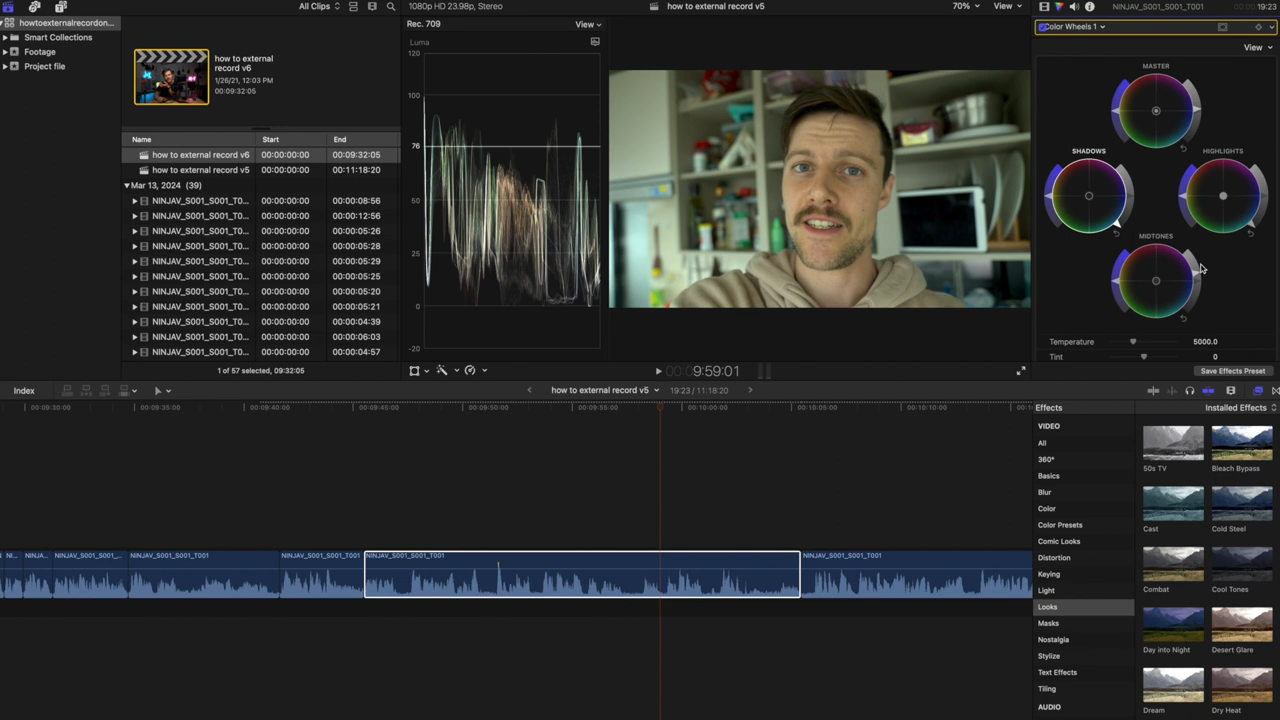 All Clips
1080p HD 23.98p, Stereo
how to external record v5
70%
View
NINJAV_S001_S001_T001
19:23
howtoexternalrecordon...
Smart Collections
Footage
Project file
how to external
record v6
1/26/21, 12:03 PM
00:09:32:05
Name Start End
how to external record v6 00:00:00:00 00:09:32:05
how to external record v5 00:00:00:00 00:11:18:20
Mar 13, 2024 (39)
NINJAV_S001_S001_T0... 00:00:00:00 00:00:08:56
NINJAV_S001_S001_T0... 00:00:00:00 00:00:12:56
NINJAV_S001_S001_T0... 00:00:00:00 00:00:05:26
NINJAV_S001_S001_T0... 00:00:00:00 00:00:05:28
NINJAV_S001_S001_T0... 00:00:00:00 00:00:05:29
NINJAV_S001_S001_T0... 00:00:00:00 00:00:05:25
NINJAV_S001_S001_T0... 00:00:00:00 00:00:05:20
NINJAV_S001_S001_T0... 00:00:00:00 00:00:05:21
NINJAV_S001_S001_T0... 00:00:00:00 00:00:04:39
NINJAV_S001_S001_T0... 00:00:00:00 00:00:06:03
NINJAV_S001_S001_T0... 00:00:00:00 00:00:04:57
1 of 57 selected, 09:32:05
Rec. 709
View
Luma
120
100
76
50
25
0
-20
9:59:01
Color Wheels 1
View
MASTER
SHADOWS
HIGHLIGHTS
MIDTONES
Temperature 5000.0
Tint 0
Save Effects Preset
Index
how to external record v5
19:23 / 11:18:20
00:09:30:00
00:09:35:00
00:09:40:00
00:09:45:00
00:09:50:00
00:09:55:00
00:10:00:00
00:10:05:00
00:10:10:00
NINJA...
NINJAV_S001_S001_...
NINJAV_S001_S001_T001
NINJAV_S001_S001_T001
NINJAV_S001_S001_T001
NINJAV_S001_S001_T001
Effects
Installed Effects
VIDEO
All
360°
Basics
Blur
Color
Color Presets
Comic Looks
Distortion
Keying
Light
Looks
Masks
Nostalgia
Stylize
Text Effects
Tiling
AUDIO
50s TV
Bleach Bypass
Cast
Cold Steel
Combat
Cool Tones
Day into Night
Desert Glare
Dream
Dry Heat